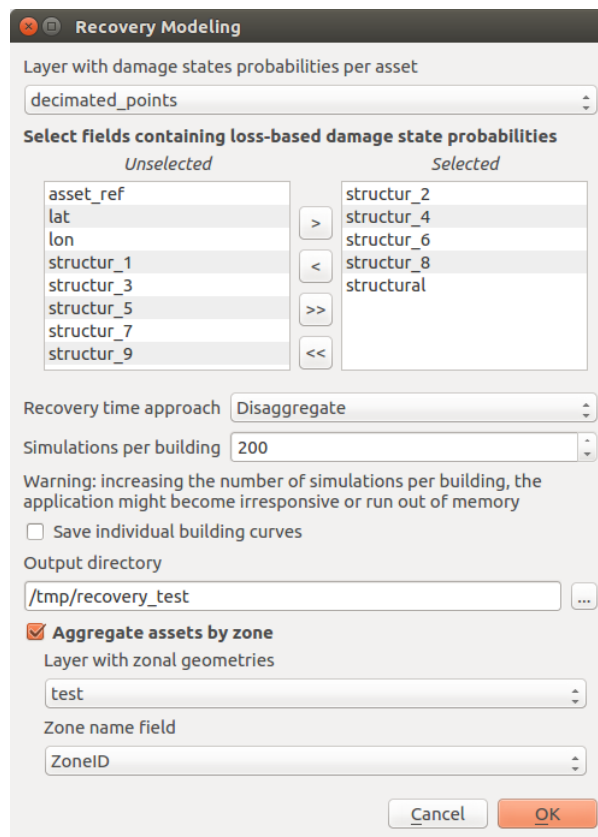 Recovery Modeling
Layer with damage states probabilities per asset
decimated_points
Select fields containing loss-based damage state probabilities
Unselected Selected
asset_ref structur_2
lat structur_4
lon structur_6
structur_1 structur_8
structur_3 structural
structur_5
structur_7
structur_9
>
<
>>
<<
Recovery time approach Disaggregate
Simulations per building 200
Warning: increasing the number of simulations per building, the
application might become irresponsive or run out of memory
Save individual building curves
Output directory
/tmp/recovery_test ...
Aggregate assets by zone
Layer with zonal geometries
test
Zone name field
ZoneID
Cancel OK